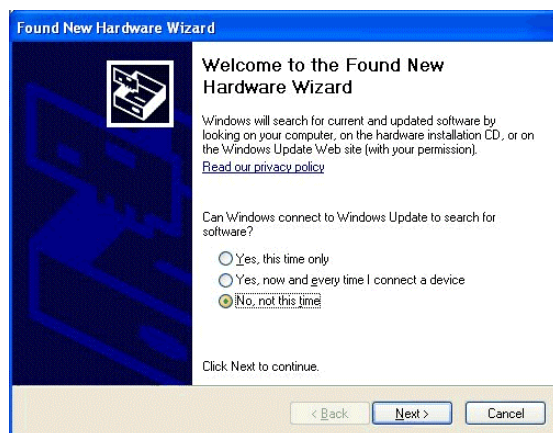 Found New Hardware Wizard
Welcome to the Found New
Hardware Wizard
Windows will search for current and updated software by
looking on your computer, on the hardware installation CD, or on
the Windows Update Web site (with your permission).
Read our privacy policy
Can Windows connect to Windows Update to search for
software?
Yes, this time only
Yes, now and every time I connect a device
No, not this time
Click Next to continue.
< Back
Next >
Cancel